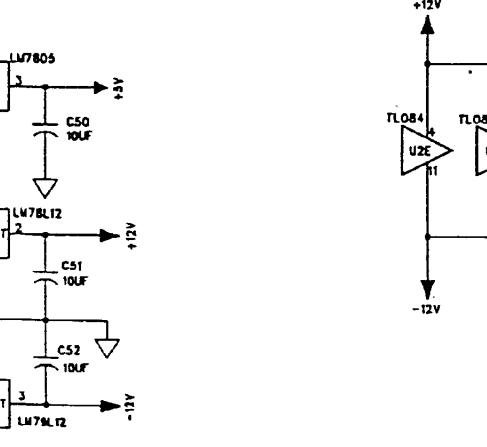 LM7805
3
+5V
C50
10UF
LM78L12
T
2
+12V
C51
10UF
C52
10UF
T
3
-12V
LM79L12
+12V
TL084
4
U2E
11
-12V
TL08